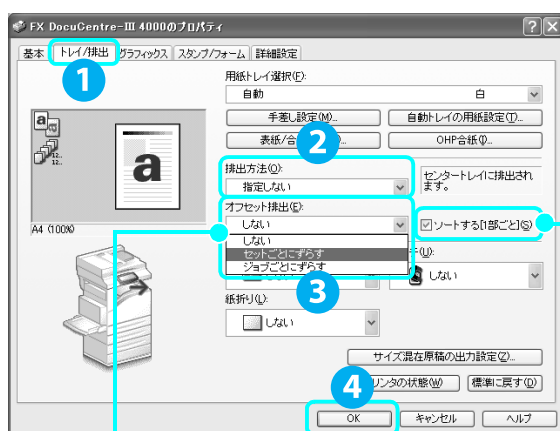 FX DocuCentre-III 4000のプロパティ
基本 トレイ/排出 グラフィックス スタンプ/フォーム 詳細設定
1
用紙トレイ選択(F):
自動 白
手差し設定(M)... 自動トレイの用紙設定(T)...
表紙/合 2 OHP合紙(I)...
排出方法(O):
指定しない
センタートレイに排出され
ます。
オフセット排出(E):
しない
ソートする[1部ごと](S)
しない
セットごとにずらす
ジョブごとにずらす
しない
3
紙折り(L):
しない
a
12..
12..
a
A4 (100%)
サイズ混在原稿の出力設定(Z)...
4
リンタの状態(W) 標準に戻す(D)
OK キャンセル ヘルプ